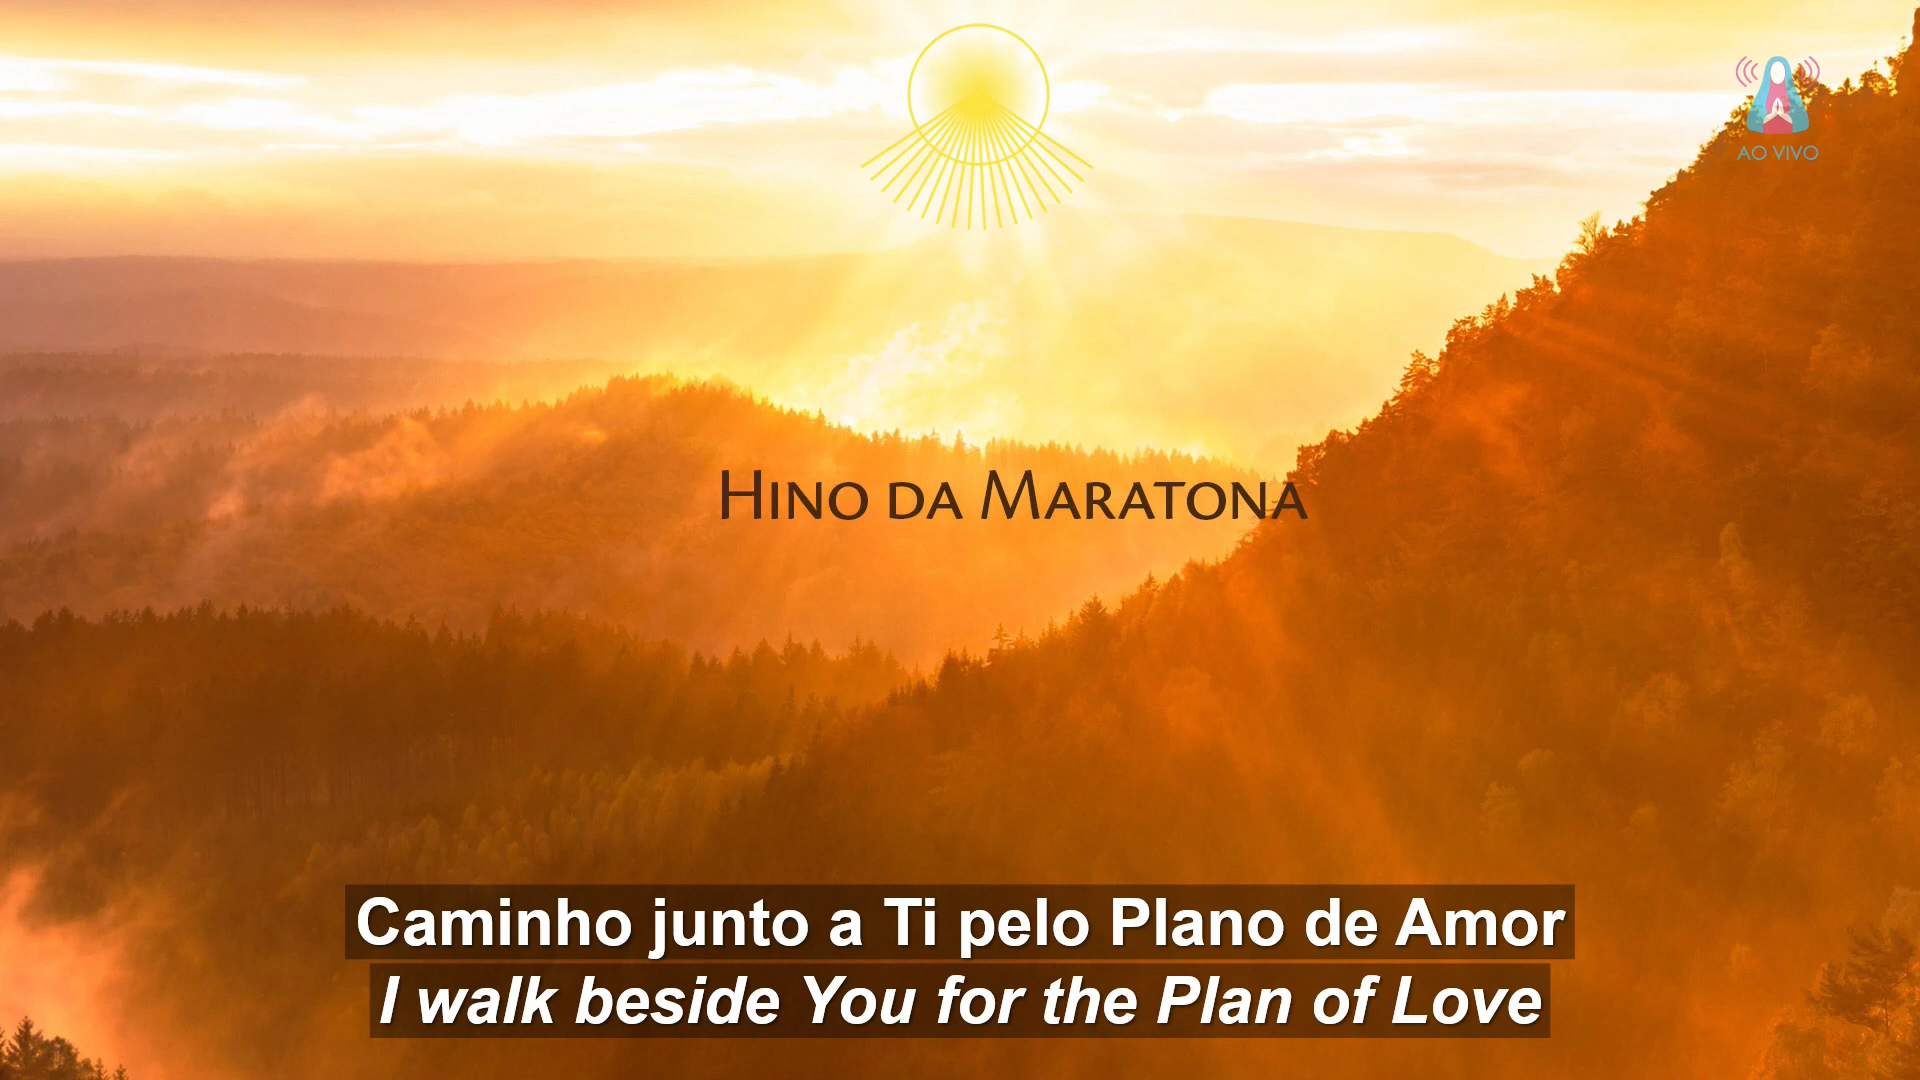 AO VIVO
Hino da Maratona
Caminho junto a Ti pelo Plano de Amor
I walk beside You for the Plan of Love